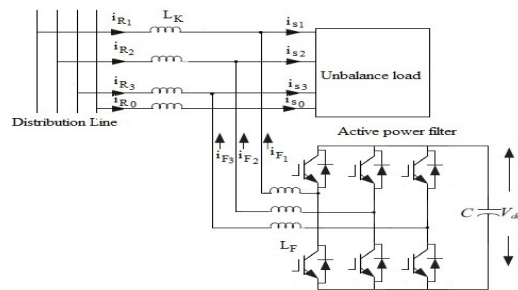 iR1
LK
is1
iR2
is2
iR3
is3
iR0
is0
Unbalance load
Distribution Line
Active power filter
iF3
iF2
iF1
C
Vd
LF